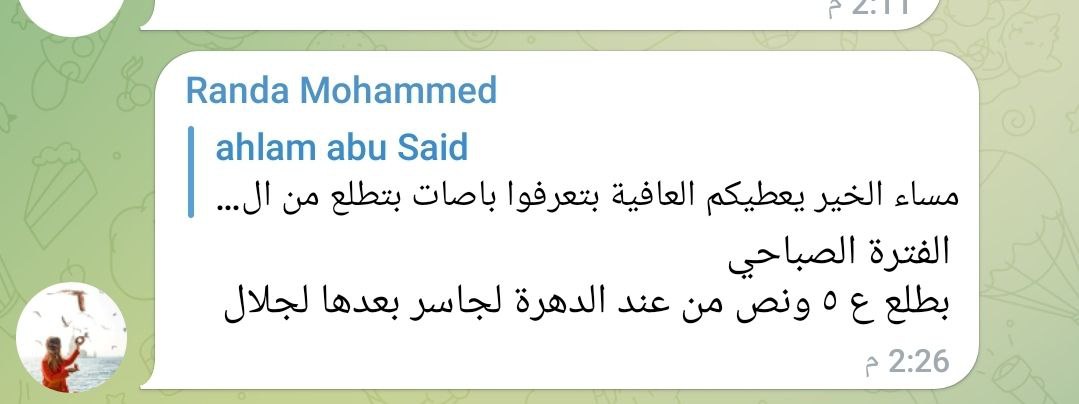 2:11 م
Randa Mohammed
ahlam abu Said
مساء الخير يعطيكم العافية بتعرفوا باصات بتطلع من ال...
الفترة الصباحي
بطلع ع ٥ ونص من عند الدهرة لجاسر بعدها لجلال
2:26 م